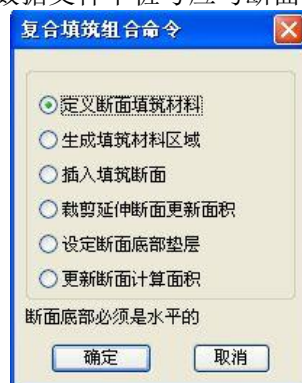 复合填筑组合命令
定义断面填筑材料
生成填筑材料区域
插入填筑断面
裁剪延伸断面更新面积
设定断面底部垫层
更新断面计算面积
断面底部必须是水平的
确定
取消